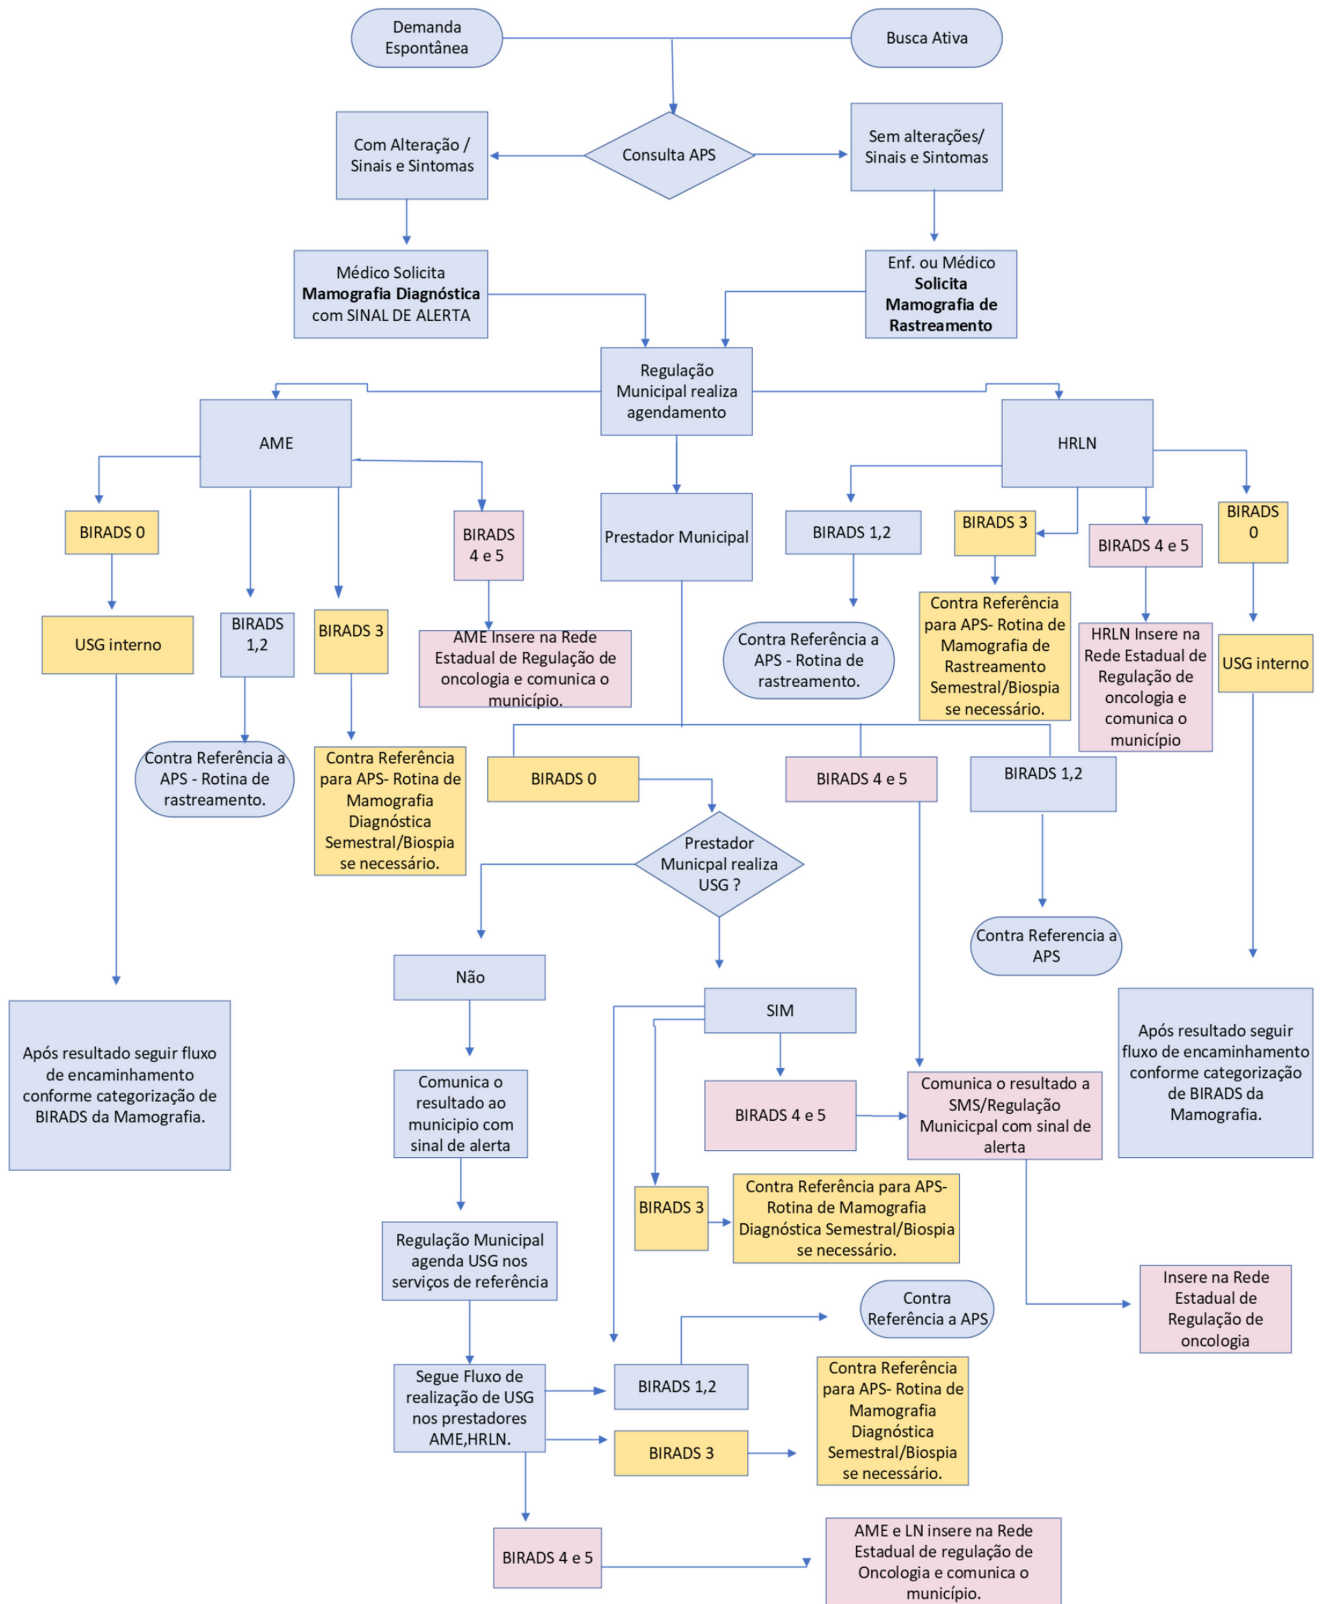 Demanda
Espontânea
Busca Ativa
Com Alteração /
Sinais e Sintomas
Consulta APS
Sem alterações/
Sinais e Sintomas
Médico Solicita
Mamografia Diagnóstica
com SINAL DE ALERTA
Enf. ou Médico
Solicita
Mamografia de
Rastreamento
Regulação
Municipal realiza
agendamento
AME
HRLN
Prestador Municipal
BIRADS 0
BIRADS
4 e 5
BIRADS 1,2
BIRADS 3
BIRADS 4 e 5
BIRADS
0
USG interno
BIRADS
1,2
BIRADS 3
AME Insere na Rede
Estadual de Regulação de
oncologia e comunica o
município.
Contra Referência a
APS - Rotina de
rastreamento.
Contra Referência
para APS- Rotina de
Mamografia de
Rastreamento
Semestral/Biospia
se necessário.
HRLN Insere na
Rede Estadual de
Regulação de
oncologia e
comunica o
município
USG interno
Contra Referência a
APS - Rotina de
rastreamento.
Contra Referência
para APS- Rotina de
Mamografia
Diagnóstica
Semestral/Biospia
se necessário.
BIRADS 0
BIRADS 4 e 5
BIRADS 1,2
Prestador
Municpal realiza
USG ?
Contra Referencia a
APS
Não
SIM
Após resultado seguir fluxo
de encaminhamento
conforme categorização de
BIRADS da Mamografia.
Após resultado seguir
fluxo de encaminhamento
conforme categorização
de BIRADS da
Mamografia.
Comunica o
resultado ao
municipio com
sinal de alerta
BIRADS 4 e 5
Comunica o resultado a
SMS/Regulação
Municicpal com sinal de
alerta
BIRADS 3
Contra Referência para APS-
Rotina de Mamografia
Diagnóstica Semestral/Biospia
se necessário.
Regulação Municipal
agenda USG nos
serviços de referência
Insere na Rede
Estadual de
Regulação de
oncologia
Contra
Referência a APS
Segue Fluxo de
realização de USG
nos prestadores
AME,HRLN.
BIRADS 1,2
BIRADS 3
Contra Referência
para APS- Rotina de
Mamografia
Diagnóstica
Semestral/Biospia
se necessário.
BIRADS 4 e 5
AME e LN insere na Rede
Estadual de regulação de
Oncologia e comunica o
município.